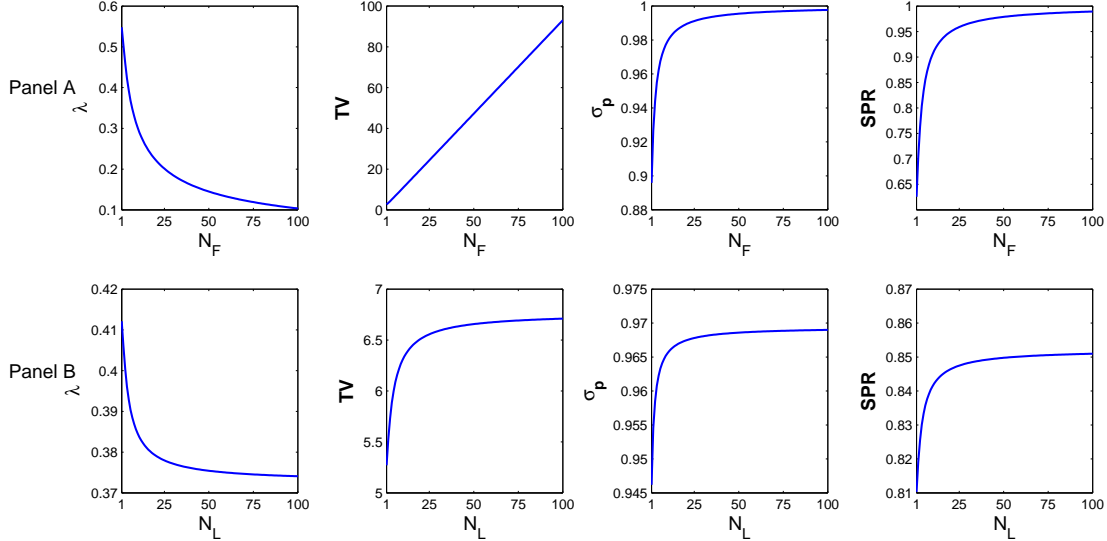 Panel A
λ
0.6
0.5
0.4
0.3
0.2
0.1
1 25 50 75 100
N_F
TV
100
80
60
40
20
0
1 25 50 75 100
N_F
σ_p
1
0.98
0.96
0.94
0.92
0.9
0.88
1 25 50 75 100
N_F
SPR
1
0.95
0.9
0.85
0.8
0.75
0.7
0.65
1 25 50 75 100
N_F
Panel B
λ
0.42
0.41
0.4
0.39
0.38
0.37
1 25 50 75 100
N_L
TV
7
6.5
6
5.5
5
1 25 50 75 100
N_L
σ_p
0.975
0.97
0.965
0.96
0.955
0.95
0.945
1 25 50 75 100
N_L
SPR
0.87
0.86
0.85
0.84
0.83
0.82
0.81
1 25 50 75 100
N_L